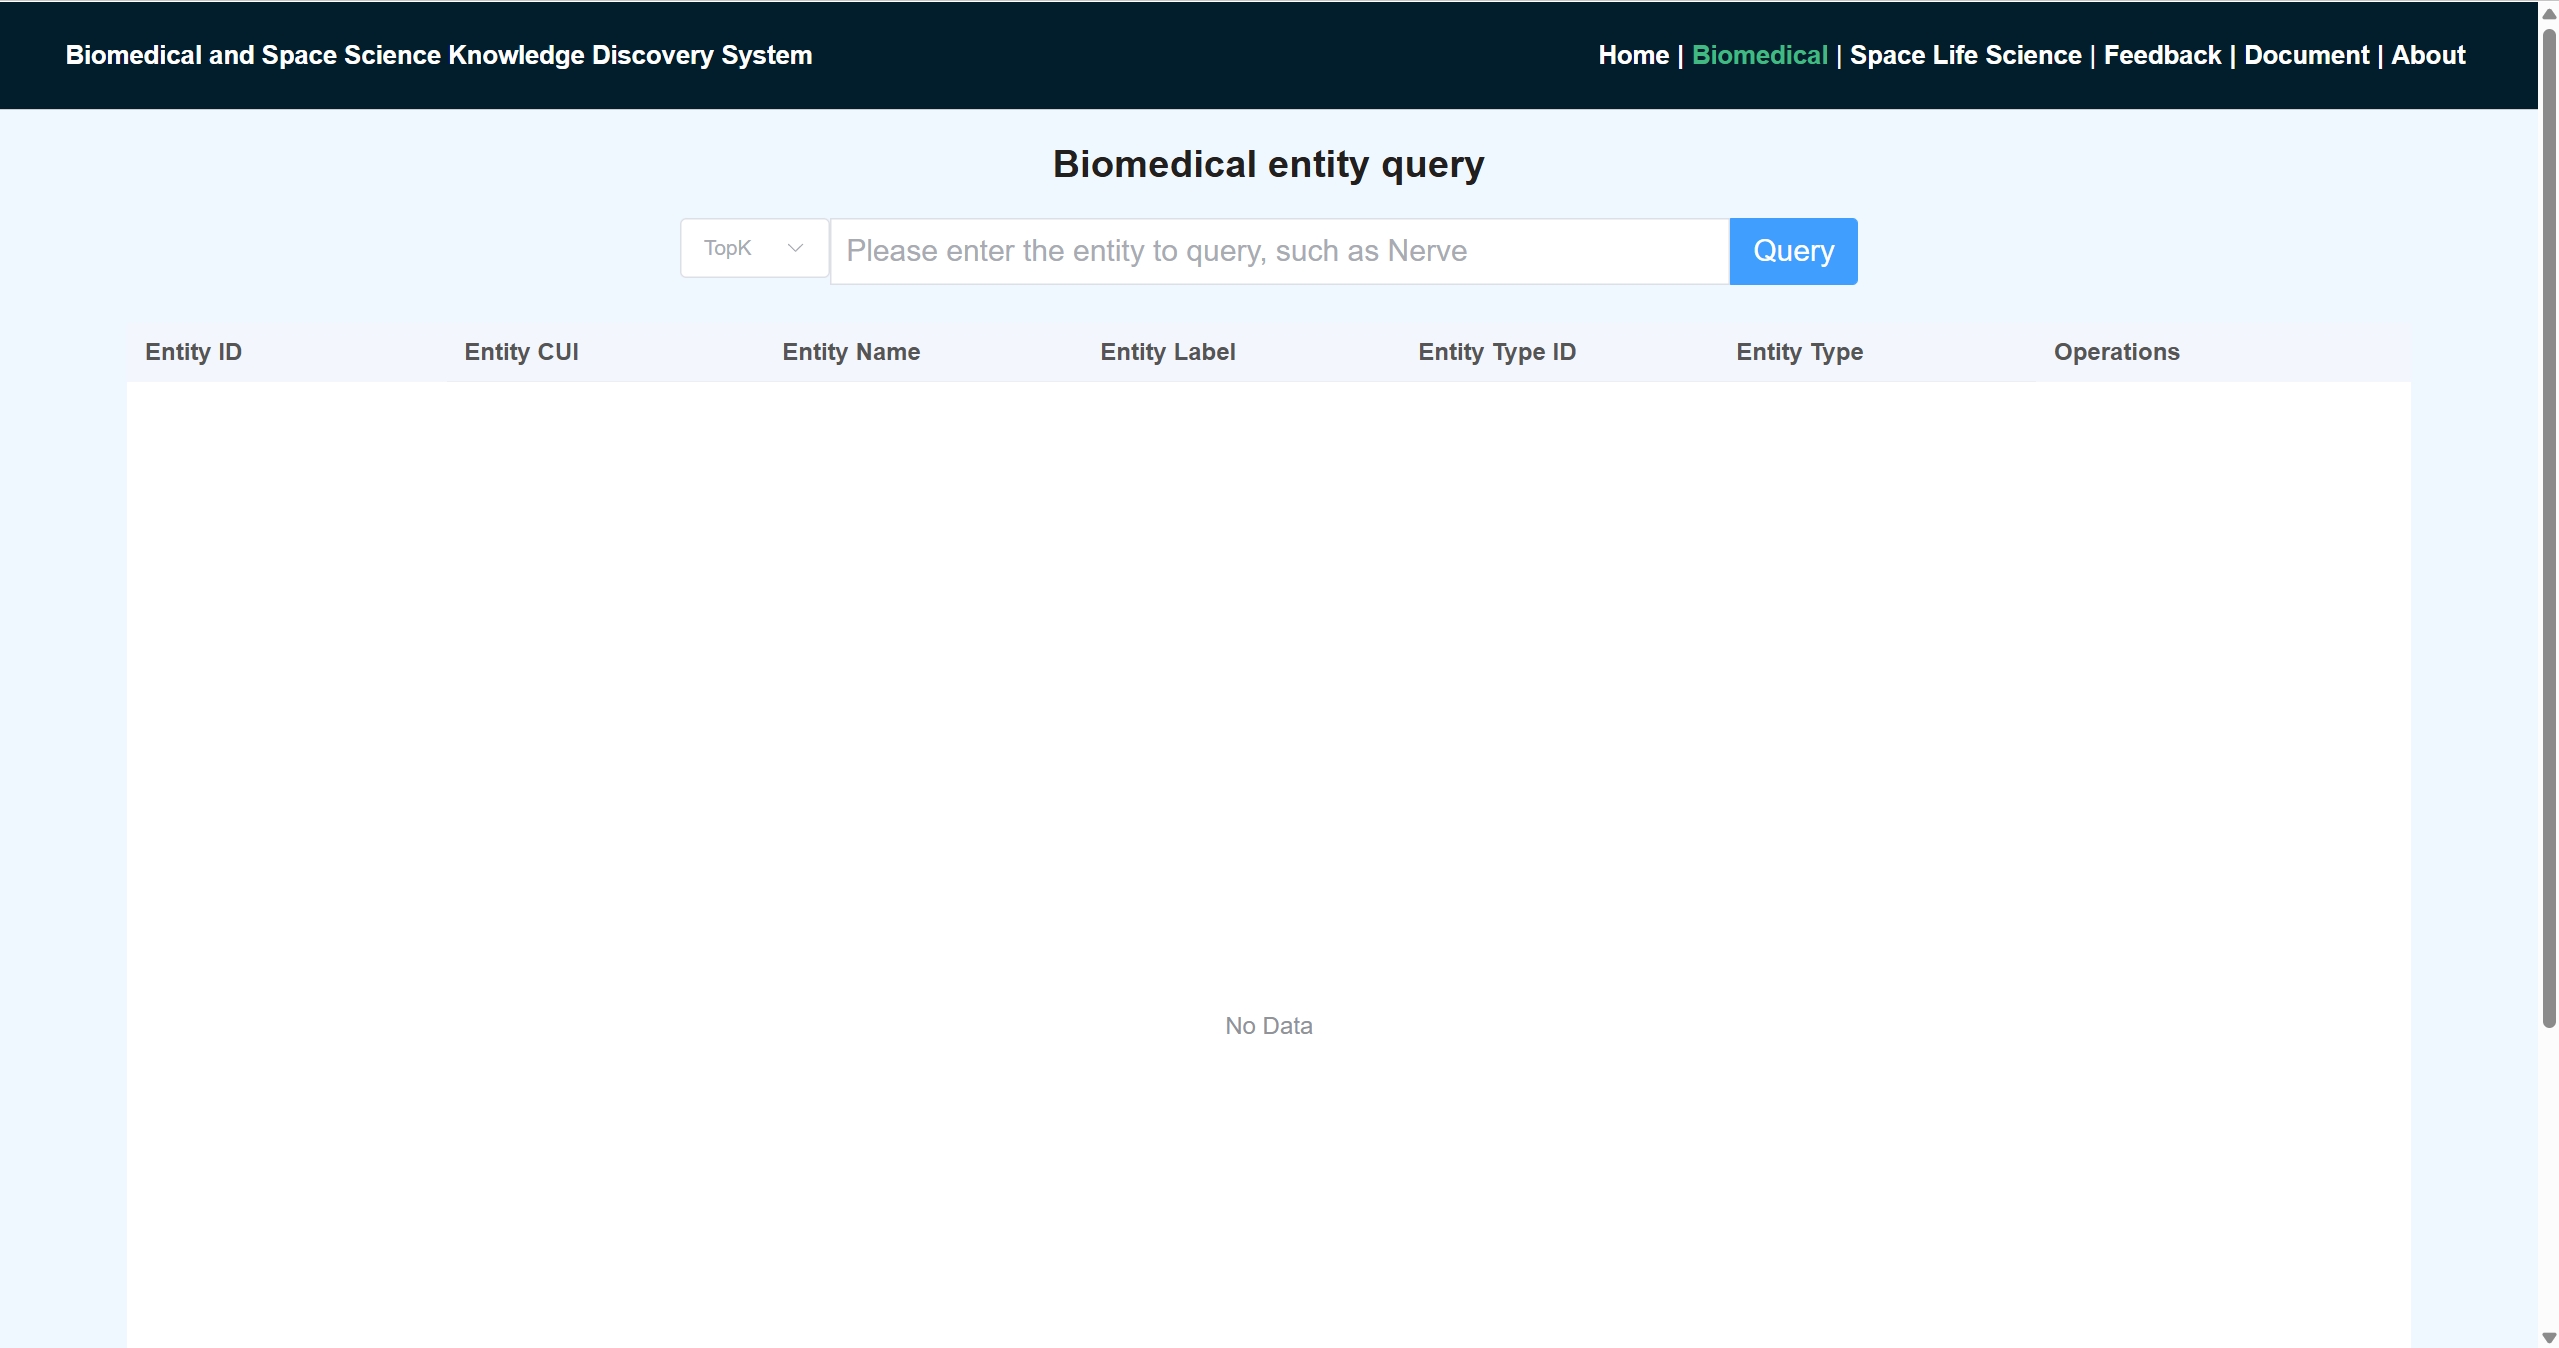 Biomedical and Space Science Knowledge Discovery System
Home | Biomedical | Space Life Science | Feedback | Document | About
Biomedical entity query
TopK
Please enter the entity to query, such as Nerve
Query
Entity ID Entity CUI Entity Name Entity Label Entity Type ID Entity Type Operations
No Data